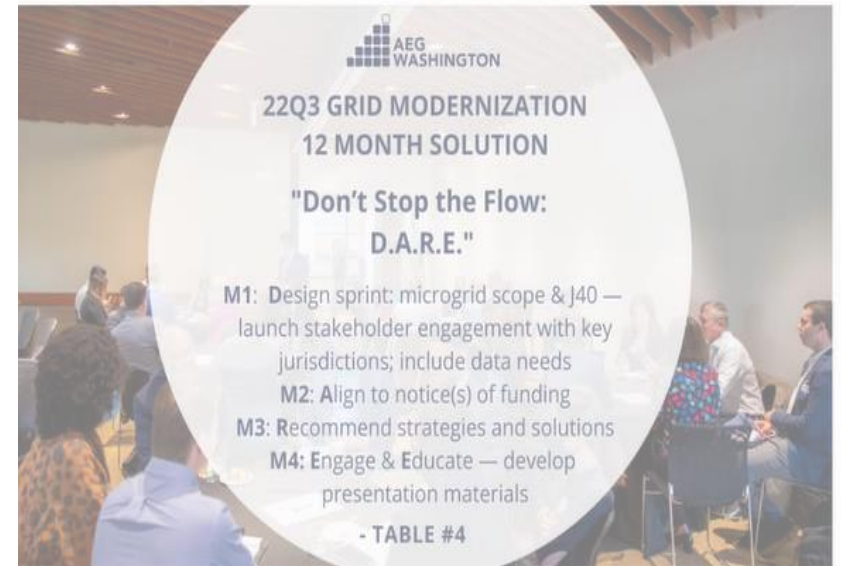 AEG
WASHINGTON
22Q3 GRID MODERNIZATION
12 MONTH SOLUTION
"Don’t Stop the Flow:
D.A.R.E."
M1: Design sprint: microgrid scope & J40 —
launch stakeholder engagement with key
jurisdictions; include data needs
M2: Align to notice(s) of funding
M3: Recommend strategies and solutions
M4: Engage & Educate — develop
presentation materials
- TABLE #4